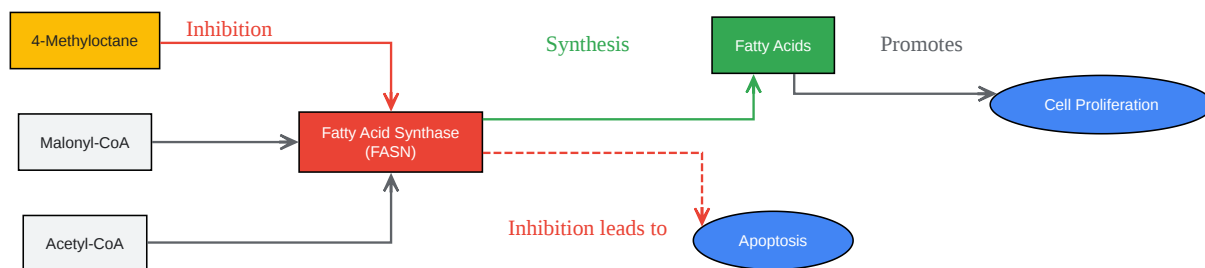 4-Methyloctane
Inhibition
Synthesis
Fatty Acids
Promotes
Malonyl-CoA
Fatty Acid Synthase
(FASN)
Cell Proliferation
Acetyl-CoA
Inhibition leads to
Apoptosis